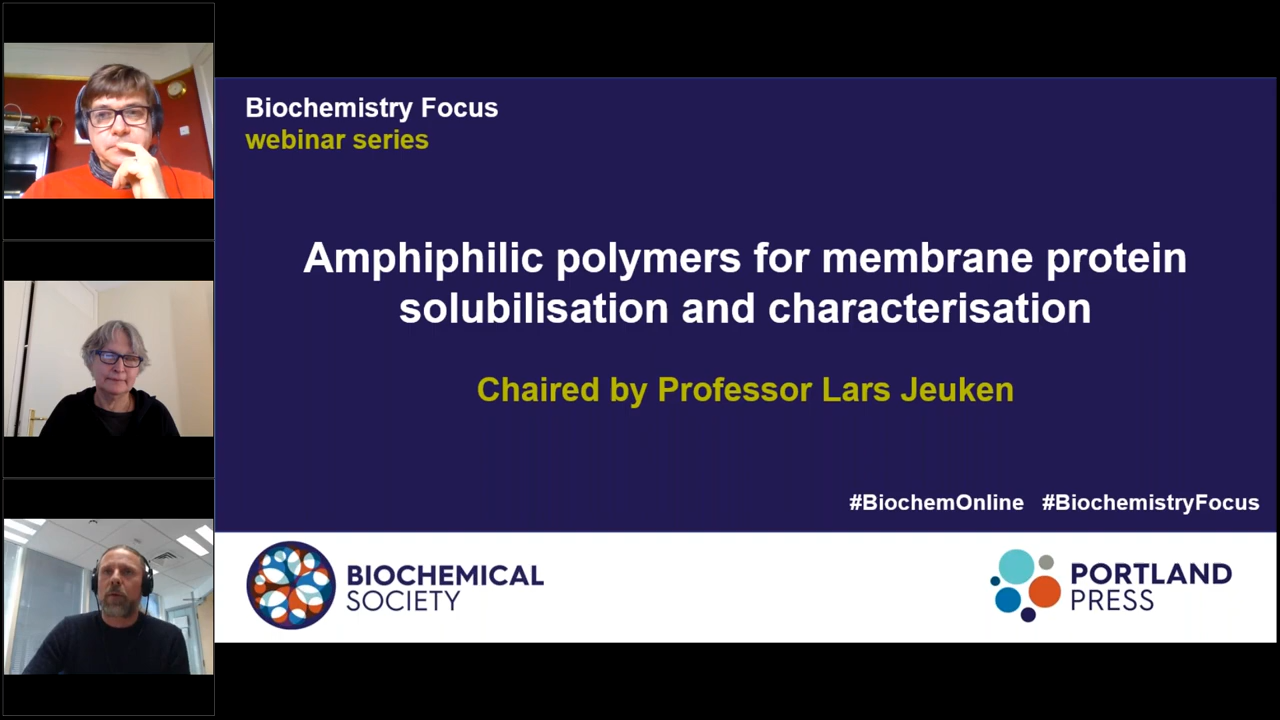 Biochemistry Focus
webinar series
Amphiphilic polymers for membrane protein
solubilisation and characterisation
Chaired by Professor Lars Jeuken
#BiochemOnline #BiochemistryFocus
BIOCHEMICAL
SOCIETY
PORTLAND
PRESS